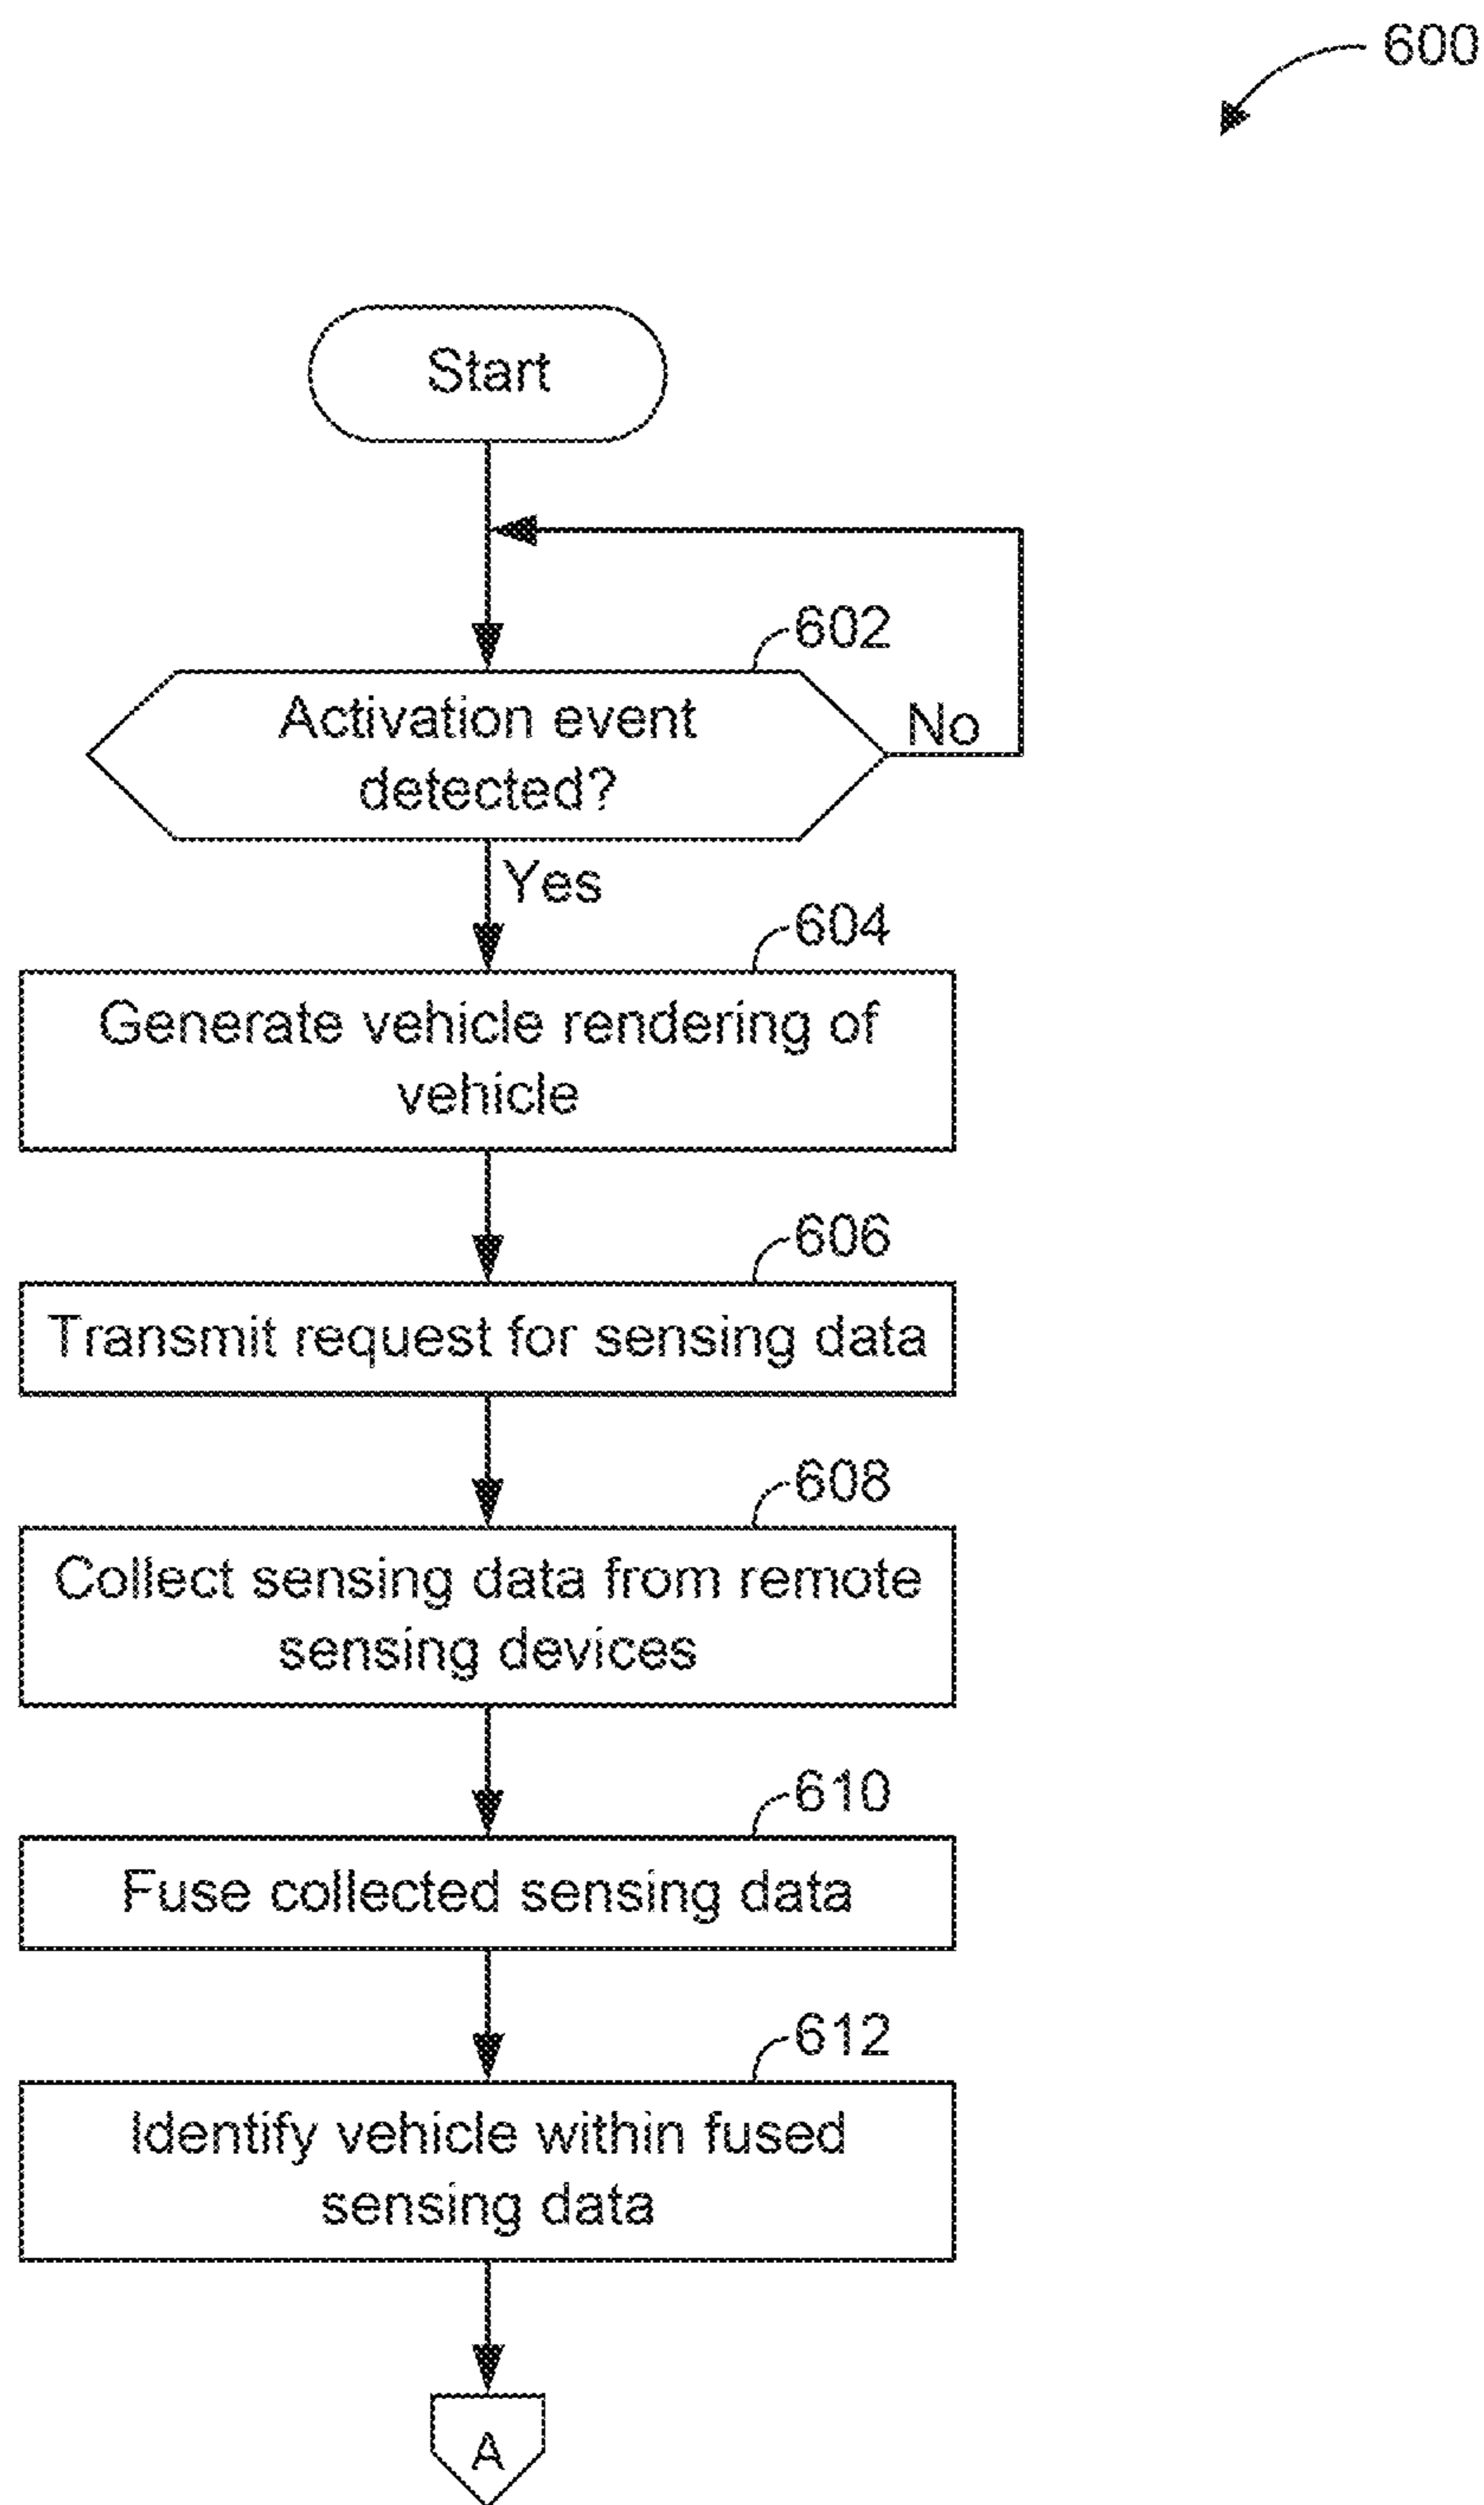 600
Start
602
Activation event
detected?
No
Yes
604
Generate vehicle rendering of
vehicle
606
Transmit request for sensing data
608
Collect sensing data from remote
sensing devices
610
Fuse collected sensing data
612
Identify vehicle within fused
sensing data
A